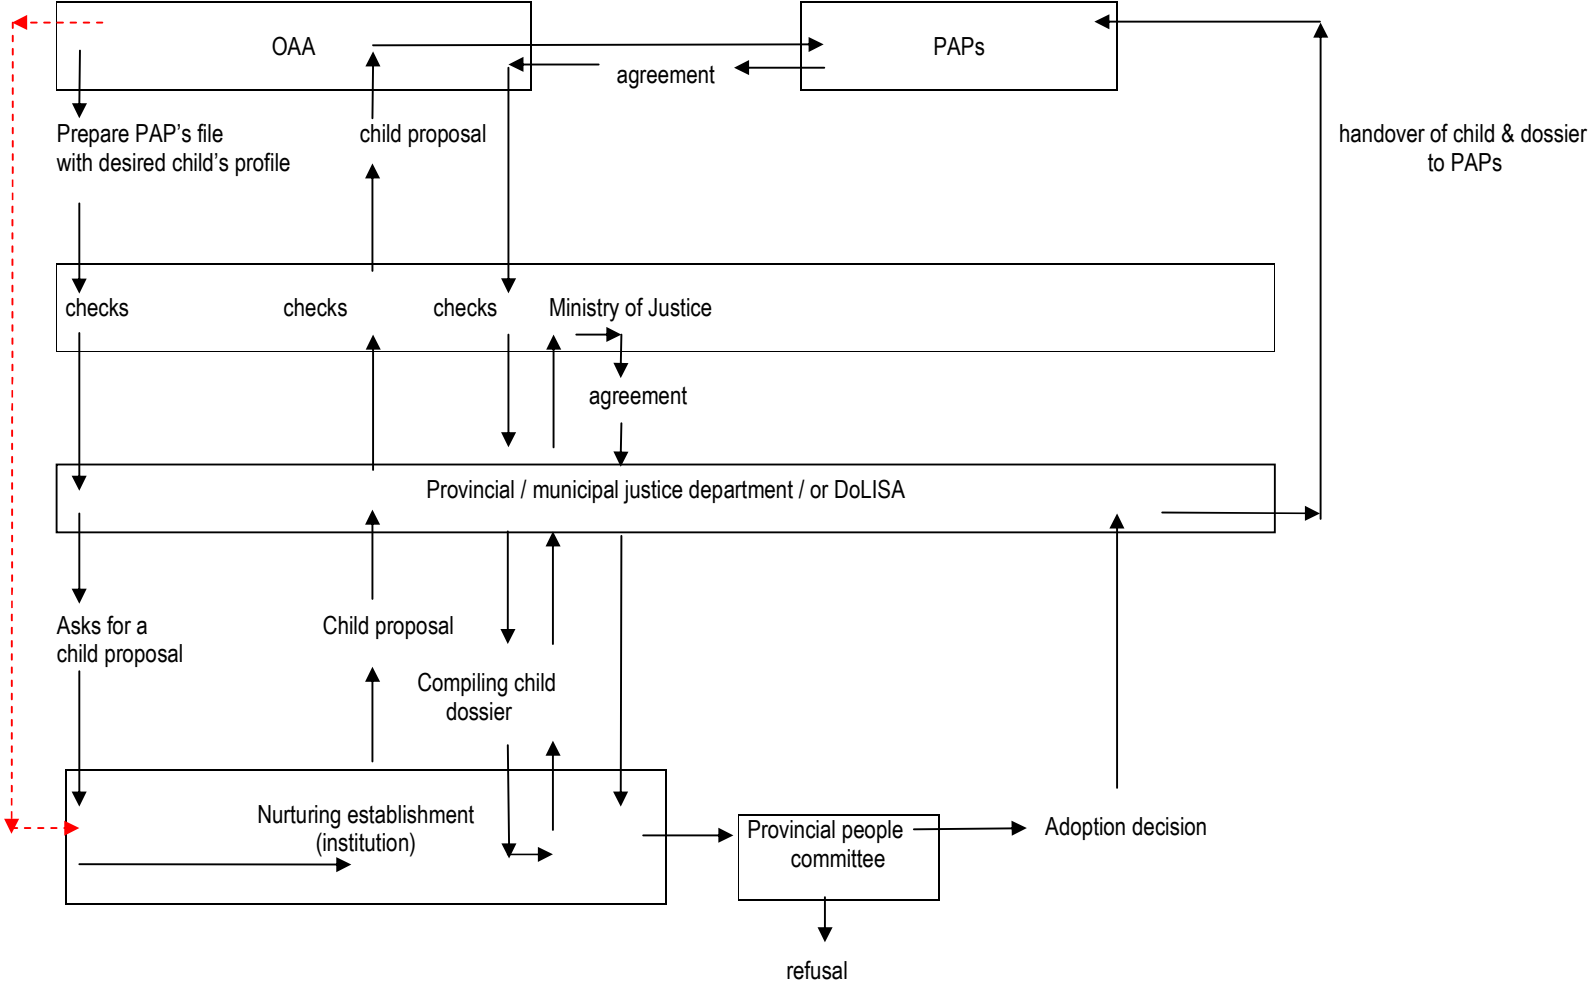 OAA
PAPs
agreement
Prepare PAP’s file
with desired child’s profile
child proposal
handover of child & dossier
to PAPs
checks
checks
checks
Ministry of Justice
agreement
Provincial / municipal justice department / or DoLISA
Asks for a
child proposal
Child proposal
Compiling child
dossier
Nurturing establishment
(institution)
Provincial people
committee
Adoption decision
refusal